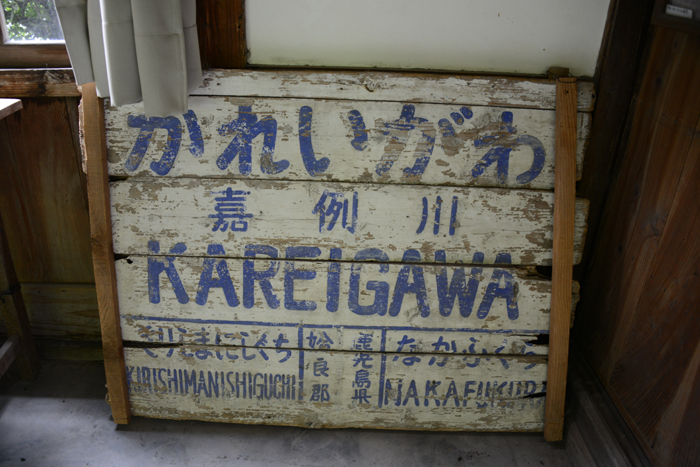 かれいがわ
嘉例川
KAREIGAWA
きりしまにしぐち 姶良郡 鹿児島県 なかふくら
KIRISHIMANISHIGUCHI NAKAFUKURA